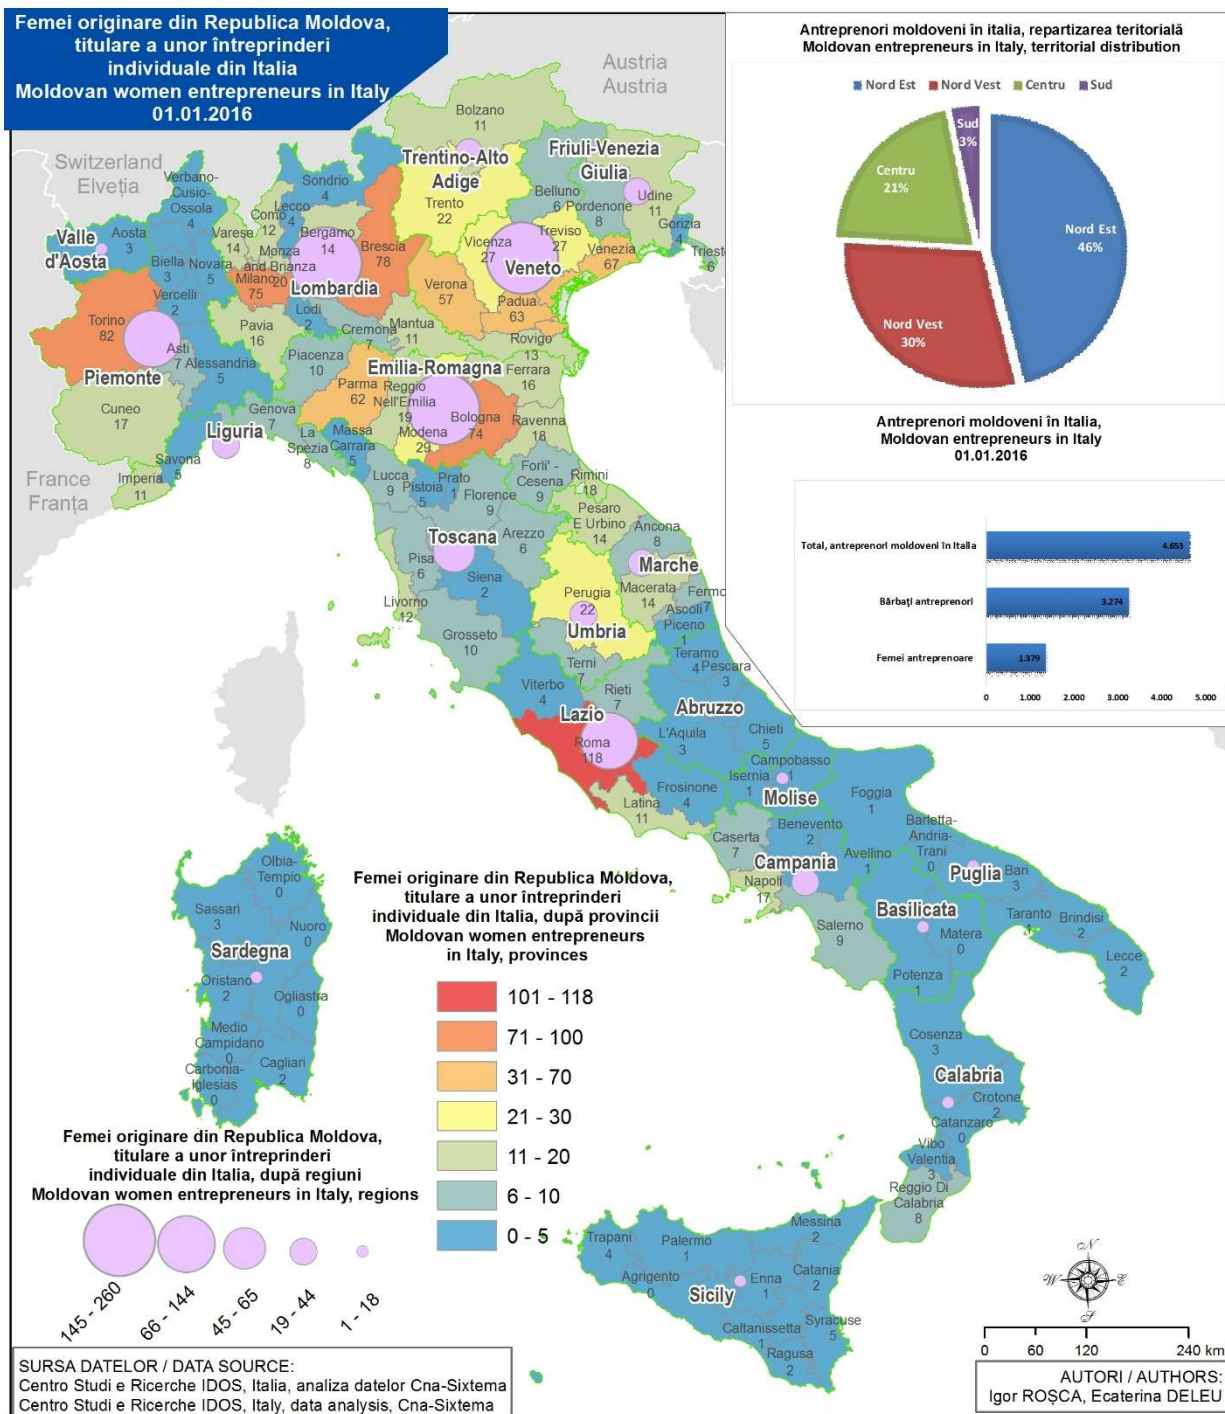 Femei originare din Republica Moldova,
titulare a unor întreprinderi
individuale din Italia
Moldovan women entrepreneurs in Italy
01.01.2016
Antreprenori moldoveni în italia, repartizarea teritorială
Moldovan entrepreneurs in Italy, territorial distribution
Nord Est
Nord Vest
Centru
Sud
Sud
3%
Centru
21%
Nord Est
46%
Nord Vest
30%
Antreprenori moldoveni în Italia,
Moldovan entrepreneurs in Italy
01.01.2016
Total, antreprenori moldoveni în Italia
4.653
Bărbați antreprenori
3.274
Femei antreprenoare
1.379
0 1.000 2.000 3.000 4.000 5.000
Austria
Austria
Switzerland
Elveția
France
Franța
Bolzano
11
Trentino-Alto
Adige
Trento
22
Friuli-Venezia
Giulia
Belluno
6
Pordenone
8
Udine
11
Gorizia
4
Trieste
6
Verbano-
Cusio-
Ossola
4
Sondrio
4
Lecco
4
Como
12
Varese
14
Bergamo
14
Monza
and Brianza
20
Brescia
78
Milano
75
Lombardia
Valle
d'Aosta
Aosta
3
Biella
3
Novara
5
Vercelli
2
Vicenza
27
Treviso
27
Venezia
67
Veneto
Verona
57
Padua
63
Rovigo
13
Lodi
2
Pavia
16
Cremona
7
Mantua
11
Torino
82
Asti
7
Alessandria
5
Piemonte
Cuneo
17
Piacenza
10
Emilia-Romagna
Parma
62
Reggio
Nell'Emilia
19
Ferrara
16
Modena
29
Bologna
74
Ravenna
18
Genova
7
Liguria
La
Spezia
8
Savona
5
Imperia
11
Massa
Carrara
5
Forli' -
Cesena
9
Rimini
18
Lucca
9
Pistoia
5
Prato
1
Florence
9
Pesaro
E Urbino
14
Ancona
8
Arezzo
6
Toscana
Pisa
6
Siena
2
Livorno
12
Grosseto
10
Marche
Macerata
14
Fermo
7
Ascoli
Piceno
1
Perugia
22
Umbria
Terni
7
Teramo
4
Pescara
3
Viterbo
4
Rieti
7
Abruzzo
Lazio
Roma
118
L'Aquila
3
Chieti
5
Frosinone
4
Latina
11
Campobasso
1
Isernia
1
Molise
Foggia
1
Caserta
7
Benevento
2
Campania
Avellino
1
Napoli
17
Salerno
9
Barletta-
Andria-
Trani
0
Puglia
Bari
3
Basilicata
Matera
0
Potenza
1
Taranto
1
Brindisi
2
Lecce
2
Cosenza
3
Calabria
Crotone
2
Catanzaro
0
Vibo
Valentia
3
Reggio Di
Calabria
8
Olbia-
Tempio
0
Sassari
3
Nuoro
0
Sardegna
Oristano
2
Ogliastra
0
Medio
Campidano
0
Carbonia-
Iglesias
0
Cagliari
2
Messina
2
Trapani
4
Palermo
1
Agrigento
0
Enna
1
Catania
2
Sicily
Caltanissetta
1
Syracuse
5
Ragusa
2
Femei originare din Republica Moldova,
titulare a unor întreprinderi
individuale din Italia, după provincii
Moldovan women entrepreneurs
in Italy, provinces
101 - 118
71 - 100
31 - 70
21 - 30
11 - 20
6 - 10
0 - 5
Femei originare din Republica Moldova,
titulare a unor întreprinderi
individuale din Italia, după regiuni
Moldovan women entrepreneurs in Italy, regions
145 - 260
66 - 144
45 - 65
19 - 44
1 - 18
N
W E
S
0 60 120 240 km
SURSA DATELOR / DATA SOURCE:
Centro Studi e Ricerche IDOS, Italia, analiza datelor Cna-Sixtema
Centro Studi e Ricerche IDOS, Italy, data analysis, Cna-Sixtema
AUTORI / AUTHORS:
Igor ROȘCA, Ecaterina DELEU